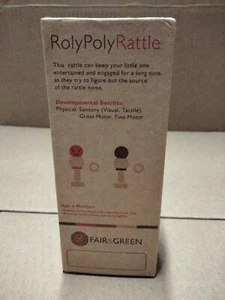 RolyPolyRattle
This rattle can keep your little one
entertained and engaged for a long time,
as they try to figure out the source
of the rattle noise.
Developmental Benifits:
Physical, Sensory (Visual, Tactile),
Gross Motor, Fine Motor
FAIR&GREEN